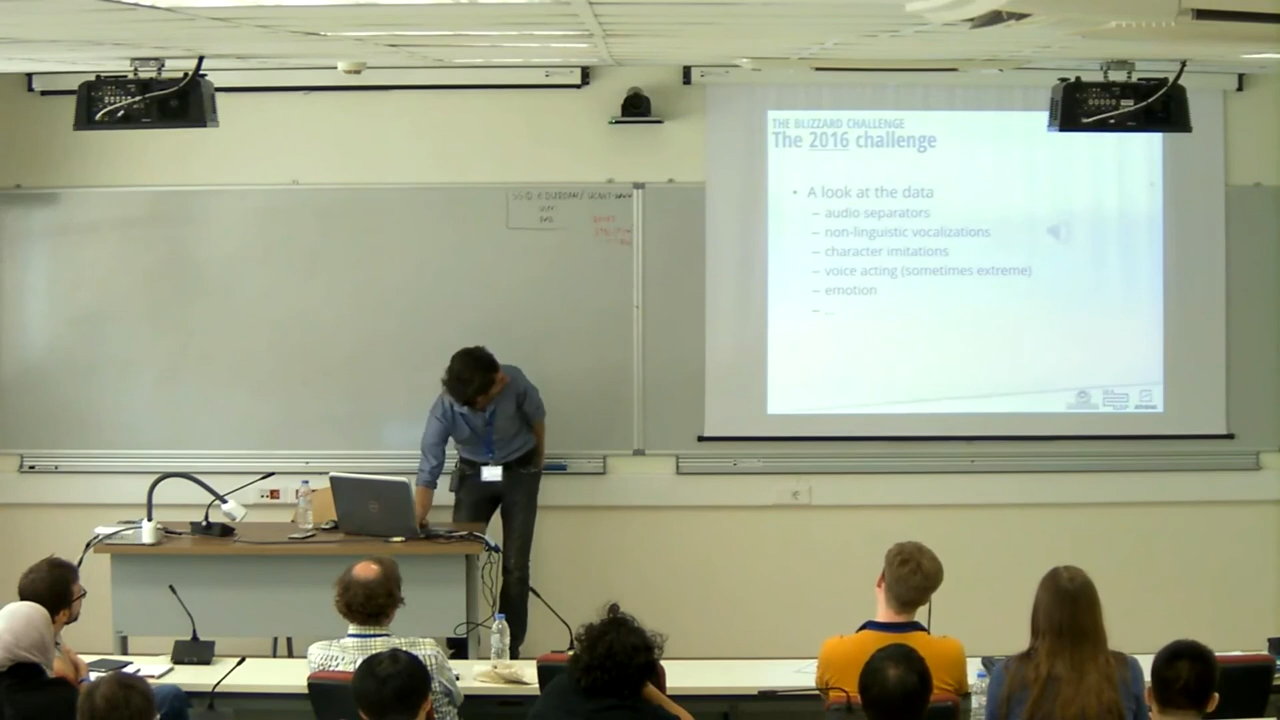 THE BLIZZARD CHALLENGE
The 2016 challenge
• A look at the data
– audio separators
– non-linguistic vocalizations
– character imitations
– voice acting (sometimes extreme)
– emotion
– ...